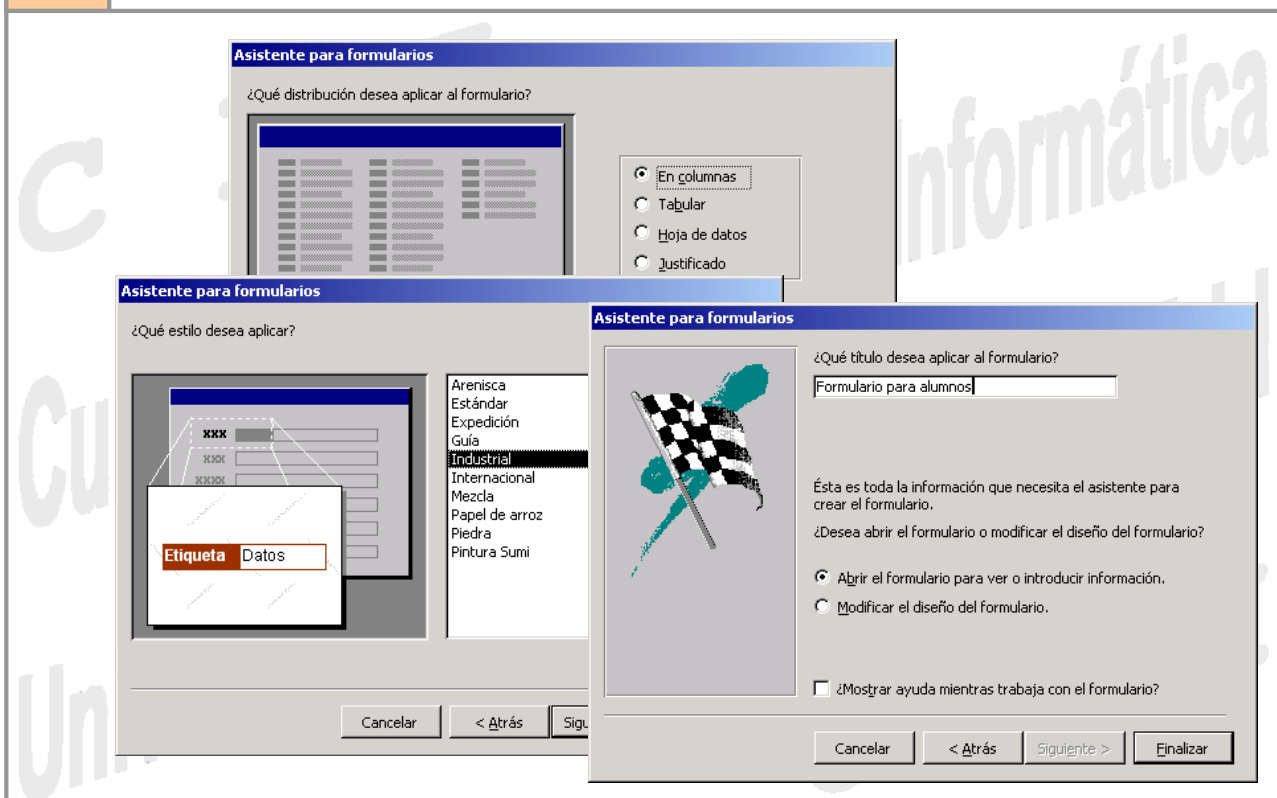 Asistente para formularios
¿Qué distribución desea aplicar al formulario?
En columnas
Tabular
Hoja de datos
Justificado
Asistente para formularios
¿Qué estilo desea aplicar?
xxx
xxx
xxxx
Etiqueta Datos
Arenisca
Estándar
Expedición
Guía
Industrial
Internacional
Mezcla
Papel de arroz
Piedra
Pintura Sumi
Cancelar
< Atrás
Asistente para formularios
¿Qué título desea aplicar al formulario?
Formulario para alumnos
Ésta es toda la información que necesita el asistente para
crear el formulario.
¿Desea abrir el formulario o modificar el diseño del formulario?
Abrir el formulario para ver o introducir información.
Modificar el diseño del formulario.
¿Mostrar ayuda mientras trabaja con el formulario?
Cancelar
< Atrás
Siguiente >
Finalizar
C
Informática